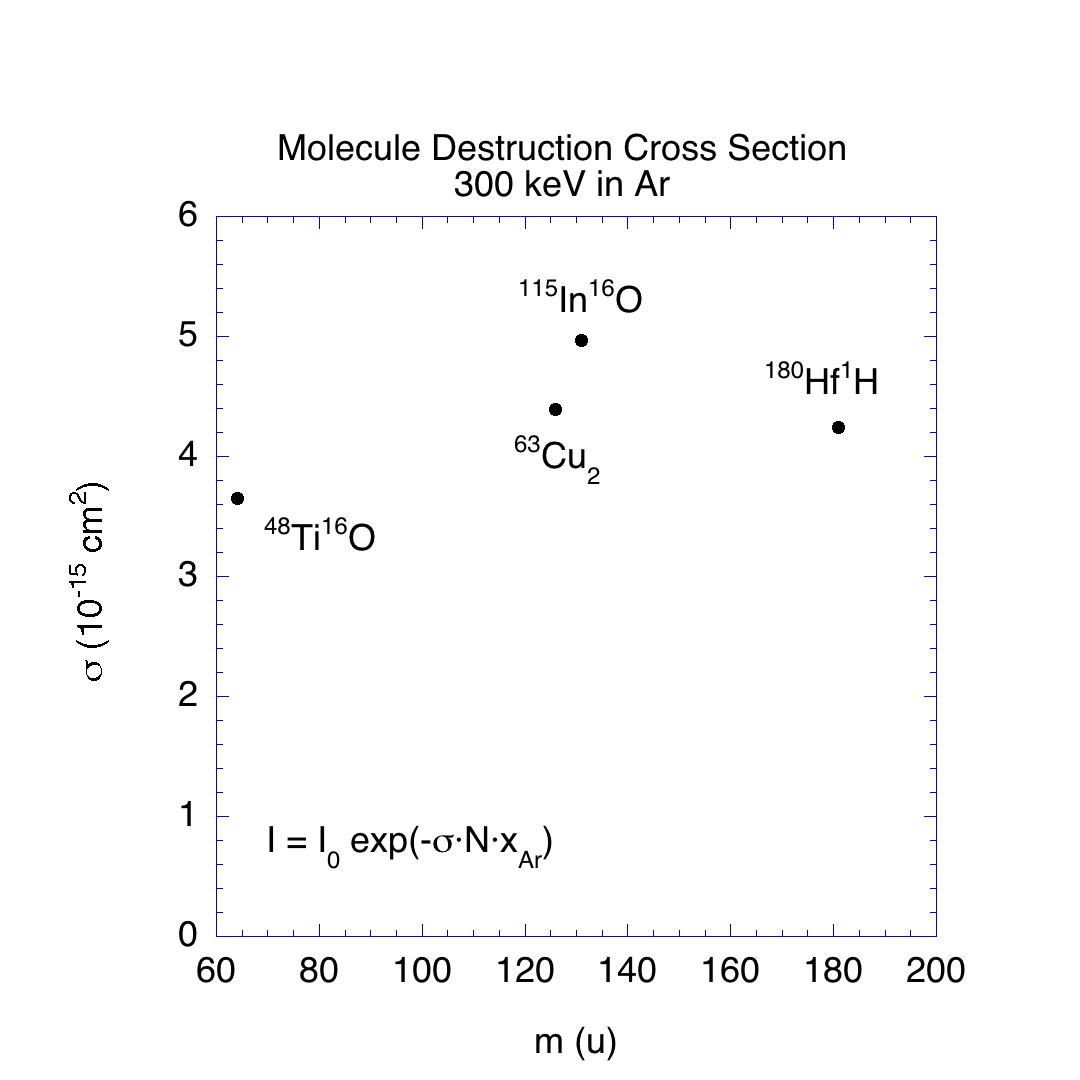 Molecule Destruction Cross Section
300 keV in Ar
6
5
4
3
2
1
0
σ (10⁻¹⁵ cm²)
¹¹⁵In¹⁶O
¹⁸⁰Hf¹H
⁶³Cu₂
⁴⁸Ti¹⁶O
I = I₀ exp(-σ·N·x_Ar)
60 80 100 120 140 160 180 200
m (u)